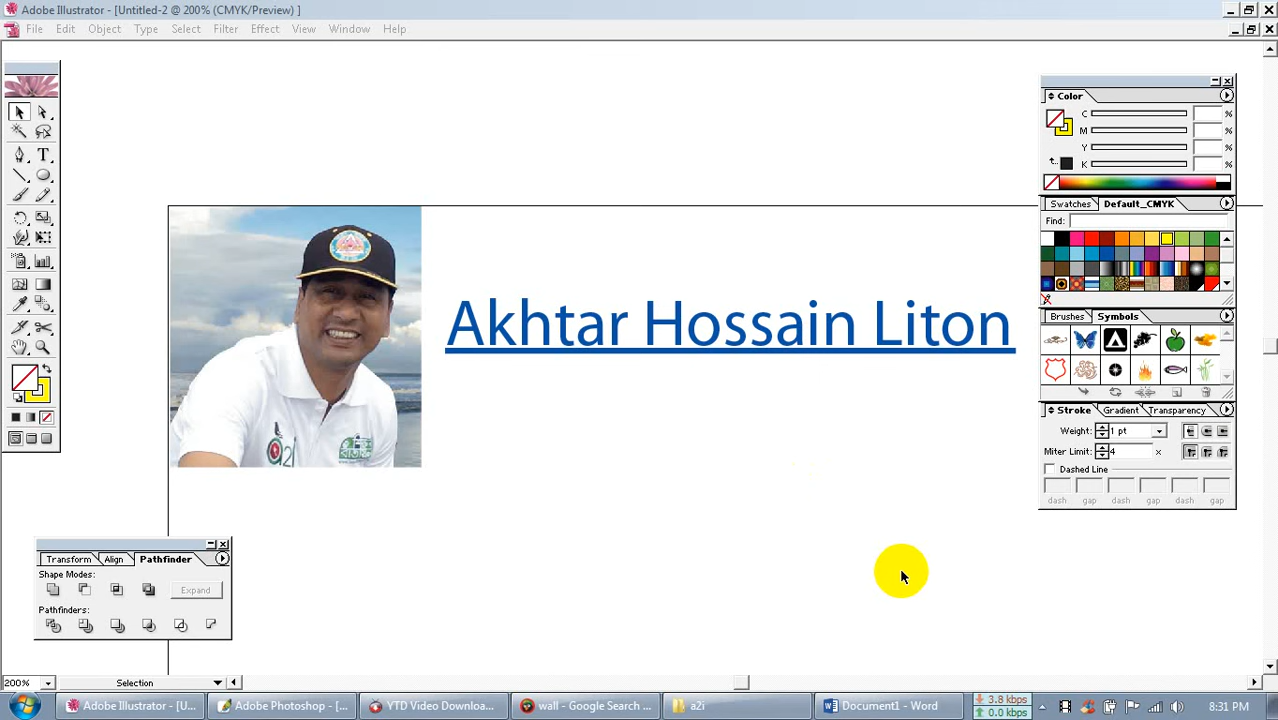 Adobe Illustrator - [Untitled-2 @ 200% (CMYK/Preview) ]
File Edit Object Type Select Filter Effect View Window Help
Color
C %
M %
Y %
K %
Swatches Default_CMYK
Find:
Brushes Symbols
Stroke Gradient Transparency
Weight: 1 pt
Miter Limit: 4 x
Dashed Line
dash gap dash gap dash gap
Akhtar Hossain Liton
a2i
Transform Align Pathfinder
Shape Modes:
Expand
Pathfinders:
200% Selection
Adobe Illustrator - [U... Adobe Photoshop - [... YTD Video Downloa... wall - Google Search ... a2i Document1 - Word 3.8 kbps 0.0 kbps 8:31 PM